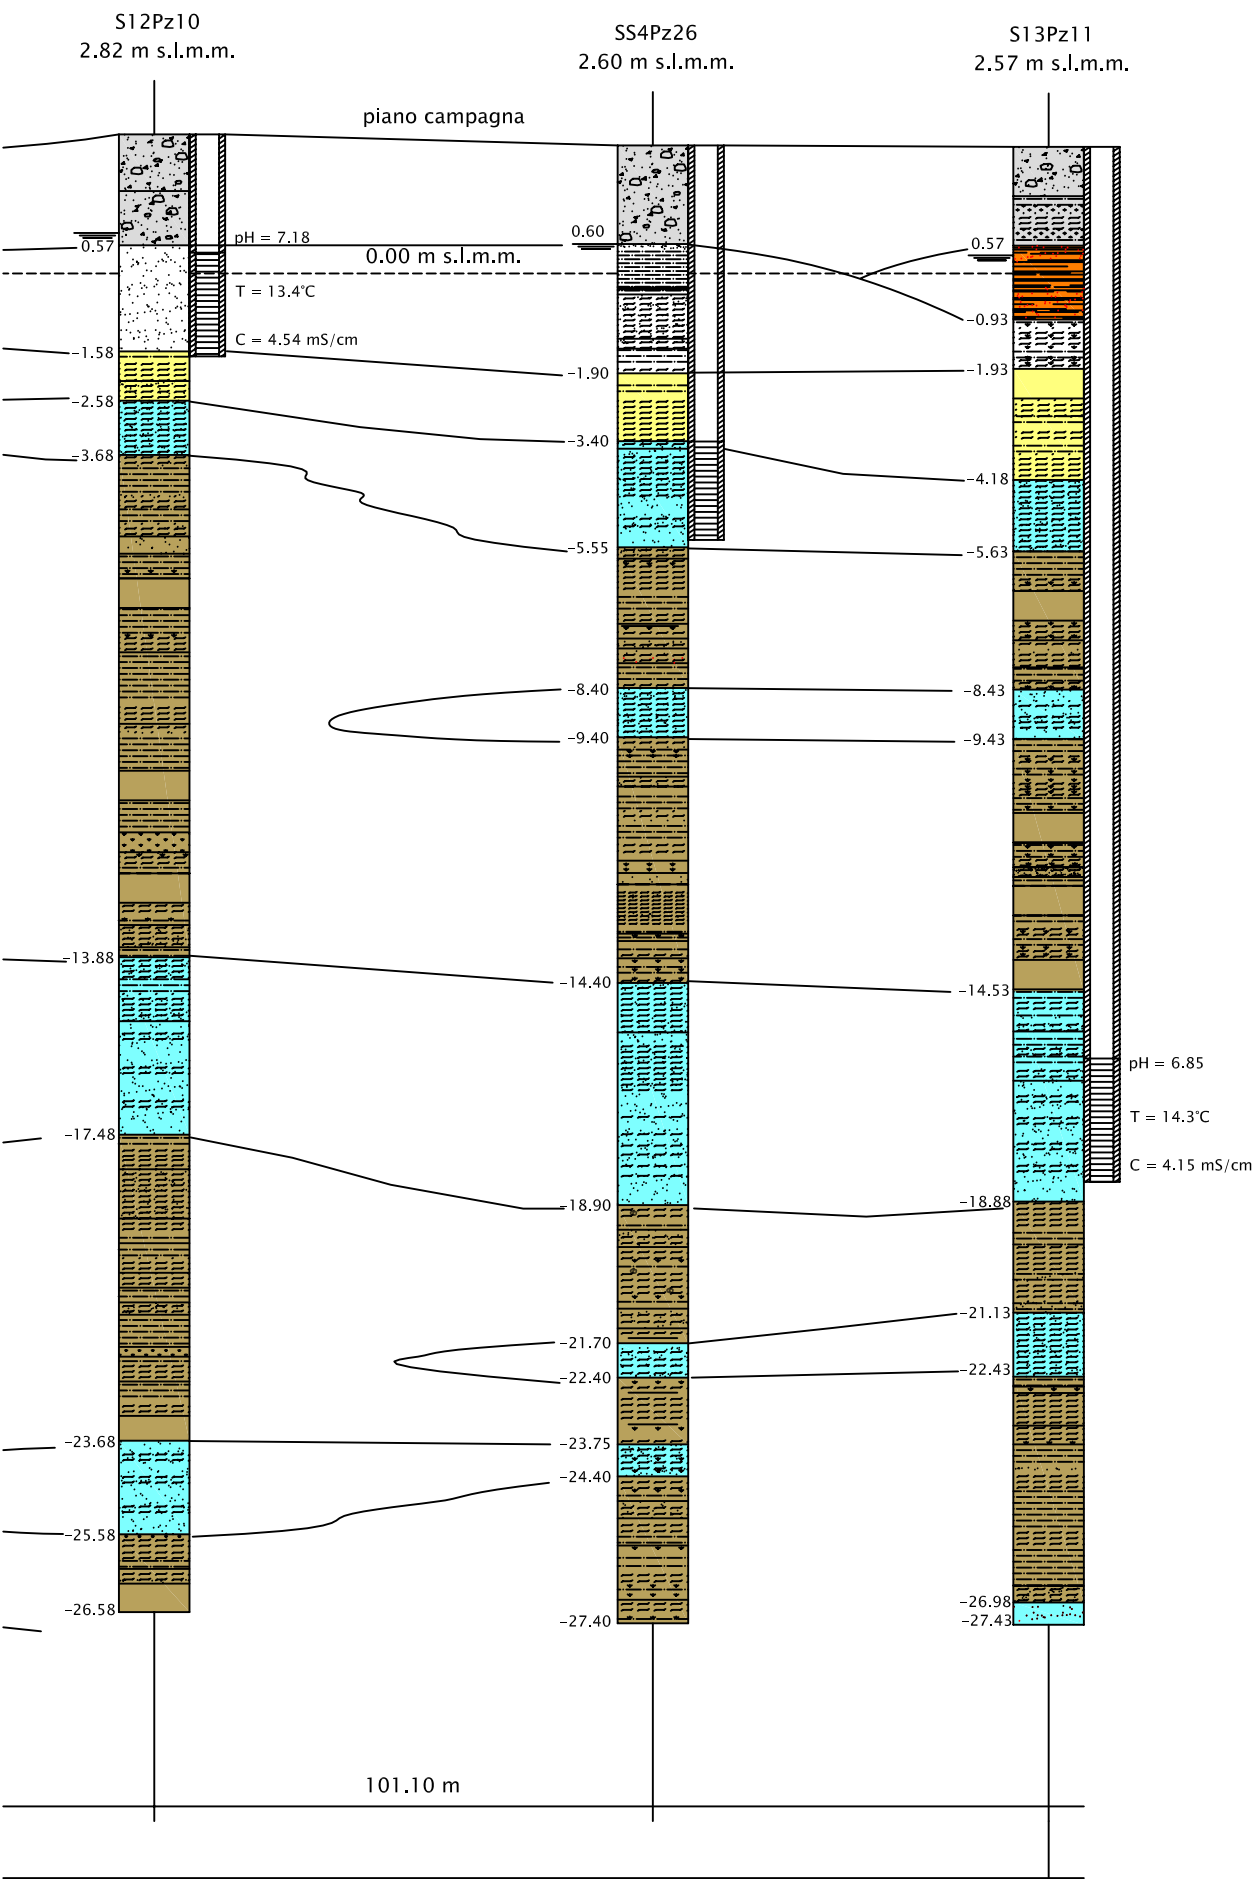 S12Pz10
2.82 m s.l.m.m.
SS4Pz26
2.60 m s.l.m.m.
S13Pz11
2.57 m s.l.m.m.
piano campagna
0.57
pH = 7.18
0.00 m s.l.m.m.
T = 13.4°C
C = 4.54 mS/cm
-1.58
-2.58
-3.68
-13.88
-17.48
-23.68
-25.58
-26.58
0.60
-1.90
-3.40
-5.55
-8.40
-9.40
-14.40
-18.90
-21.70
-22.40
-23.75
-24.40
-27.40
0.57
-0.93
-1.93
-4.18
-5.63
-8.43
-9.43
-14.53
pH = 6.85
T = 14.3°C
C = 4.15 mS/cm
-18.88
-21.13
-22.43
-26.98
-27.43
101.10 m